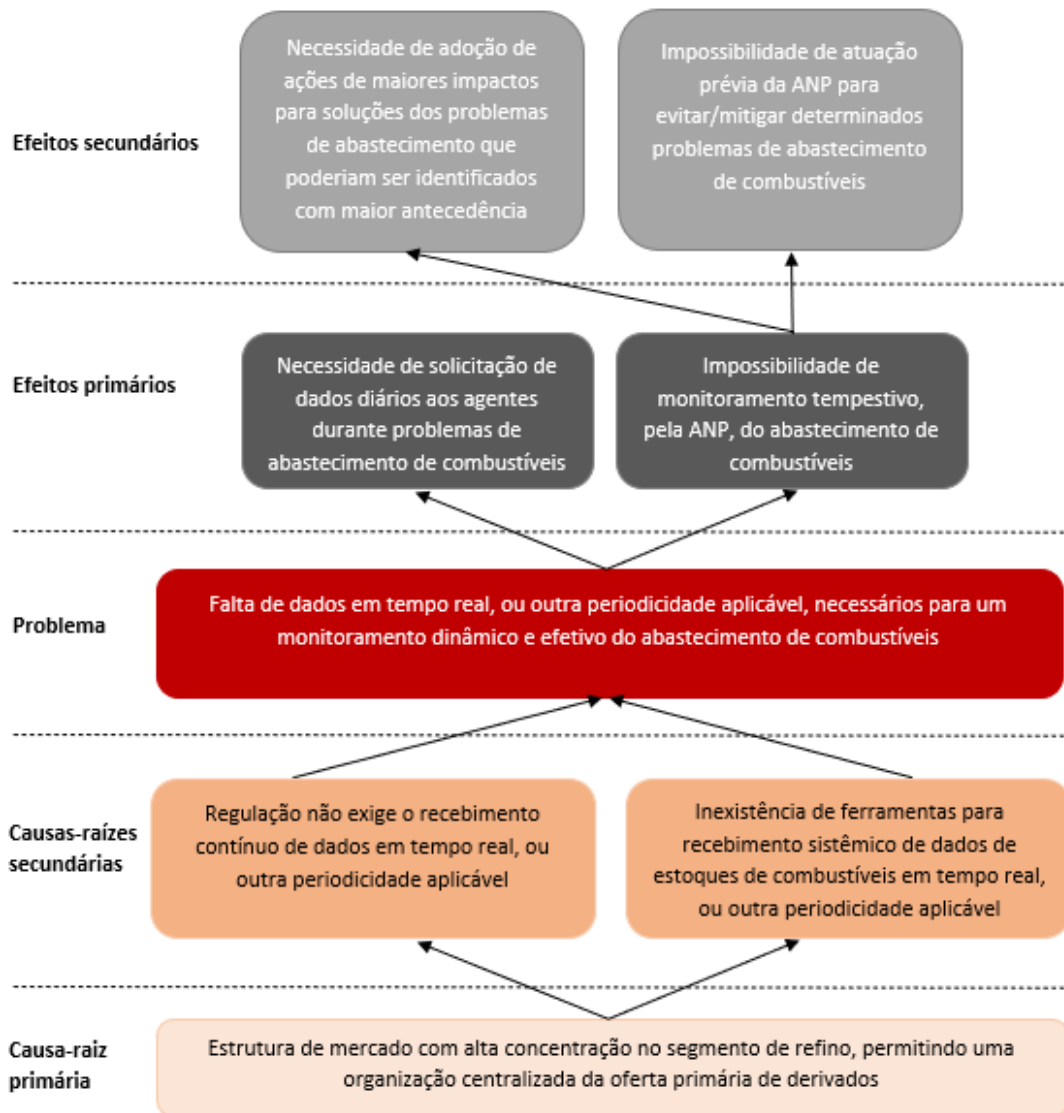 Efeitos secundários
Necessidade de adoção de
ações de maiores impactos
para soluções dos problemas
de abastecimento que
poderiam ser identificados
com maior antecedência
Impossibilidade de atuação
prévia da ANP para
evitar/mitigar determinados
problemas de abastecimento
de combustíveis
Efeitos primários
Necessidade de solicitação de
dados diários aos agentes
durante problemas de
abastecimento de combustíveis
Impossibilidade de
monitoramento tempestivo,
pela ANP, do abastecimento de
combustíveis
Problema
Falta de dados em tempo real, ou outra periodicidade aplicável, necessários para um
monitoramento dinâmico e efetivo do abastecimento de combustíveis
Causas-raízes
secundárias
Regulação não exige o recebimento
contínuo de dados em tempo real, ou
outra periodicidade aplicável
Inexistência de ferramentas para
recebimento sistêmico de dados de
estoques de combustíveis em tempo real,
ou outra periodicidade aplicável
Causa-raiz
primária
Estrutura de mercado com alta concentração no segmento de refino, permitindo uma
organização centralizada da oferta primária de derivados